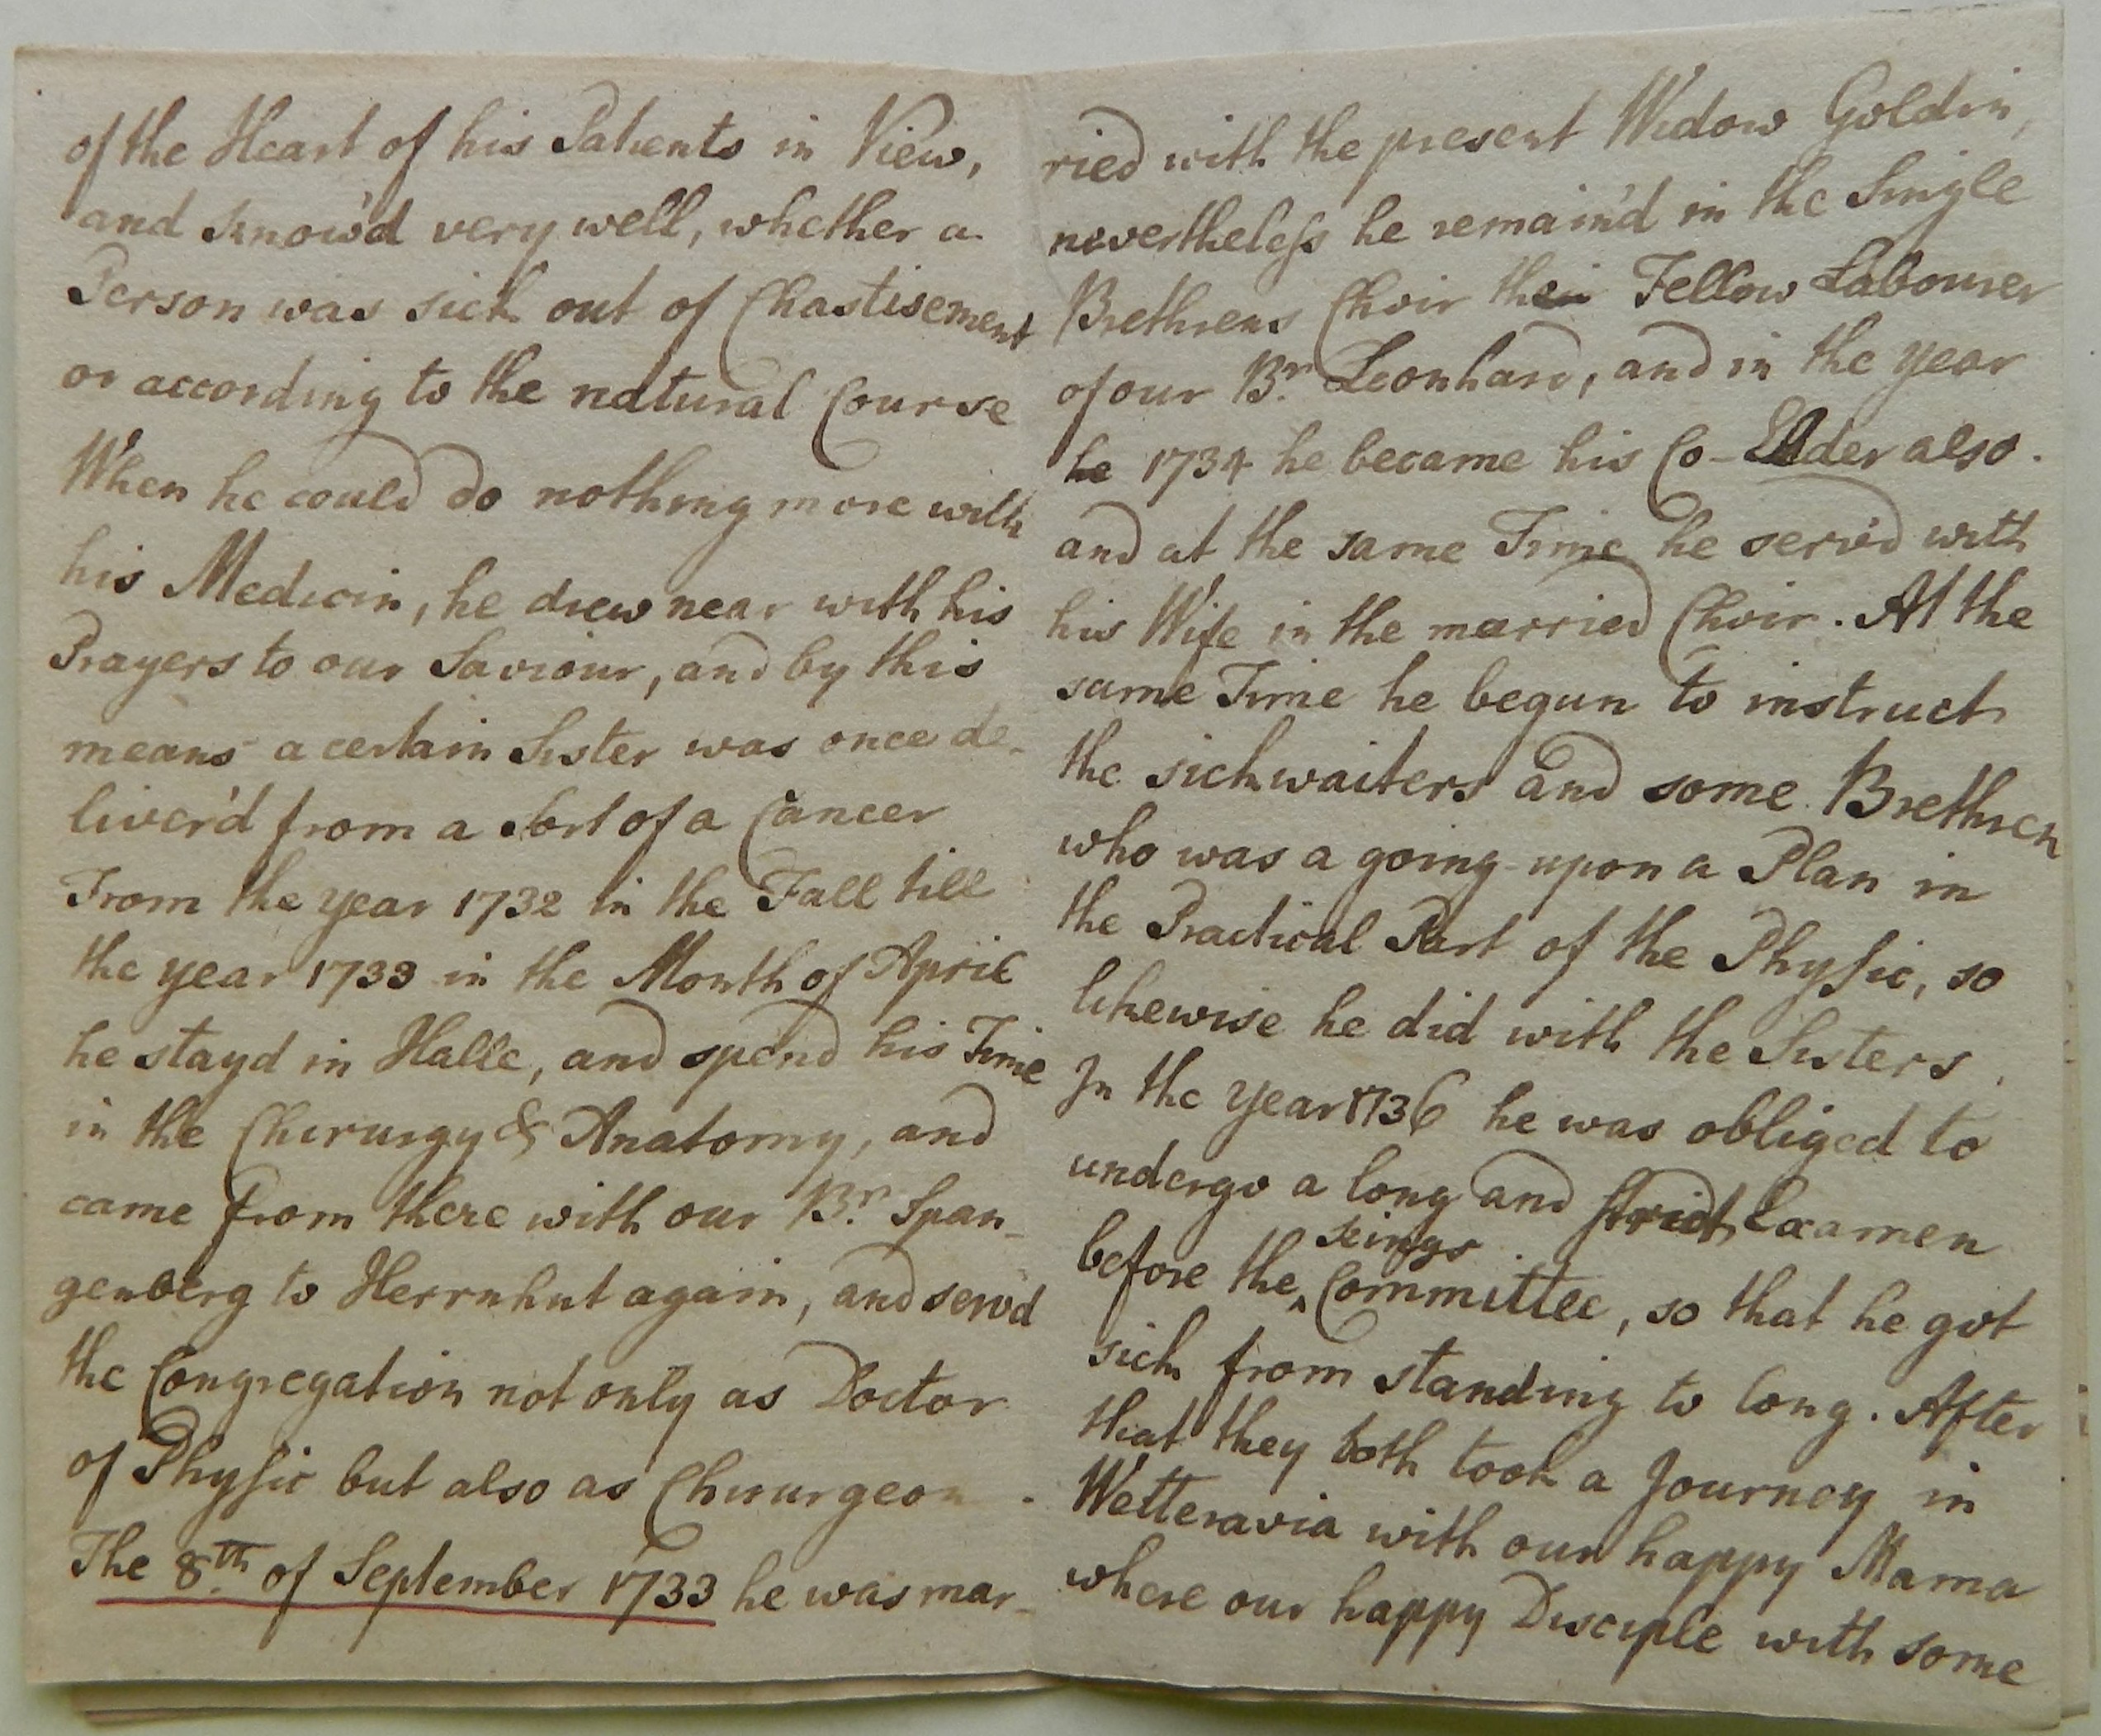 of the Heart of his Patients in View,
and know'd very well, whether a
Person was sick out of Chastisement
or according to the natural Course
When he could do nothing more with
his Medicin, he drew near with his
Prayers to our Saviour, and by this
means a certain Sister was once de-
liver'd from a Sort of a Cancer
From the year 1732 in the Fall till
the year 1733 in the Month of April
he stayd in Halle, and spend his Time
in the Chirurgy & Anatomy, and
came from there with our Br. Span-
genberg to Herrnhut again, and serv'd
the Congregation not only as Doctor
of Physic but also as Chirurgeon.
The 8th of September 1733 he was mar-
ried with the present Widow Goldin,
nevertheless he remain'd in the Single
Brethrens Choir their Fellow Labourer
of our Br. Leonhard, and in the year
he 1734 he became his Co-Elder also.
and at the same Time he serv'd with
his Wife in the married Choir. At the
same Time he begun to instruct
the sickwaiters and some Brethren
who was a going upon a Plan in
the Practical Part of the Physic, so
likewise he did with the Sisters.
In the year 1736 he was obliged to
undergo a long and strict Examen
before the Kings Committee, so that he got
sick from standing to long. After
that they both took a Journey in
Wetteravia with our happy Mama
where our happy Disciple with some